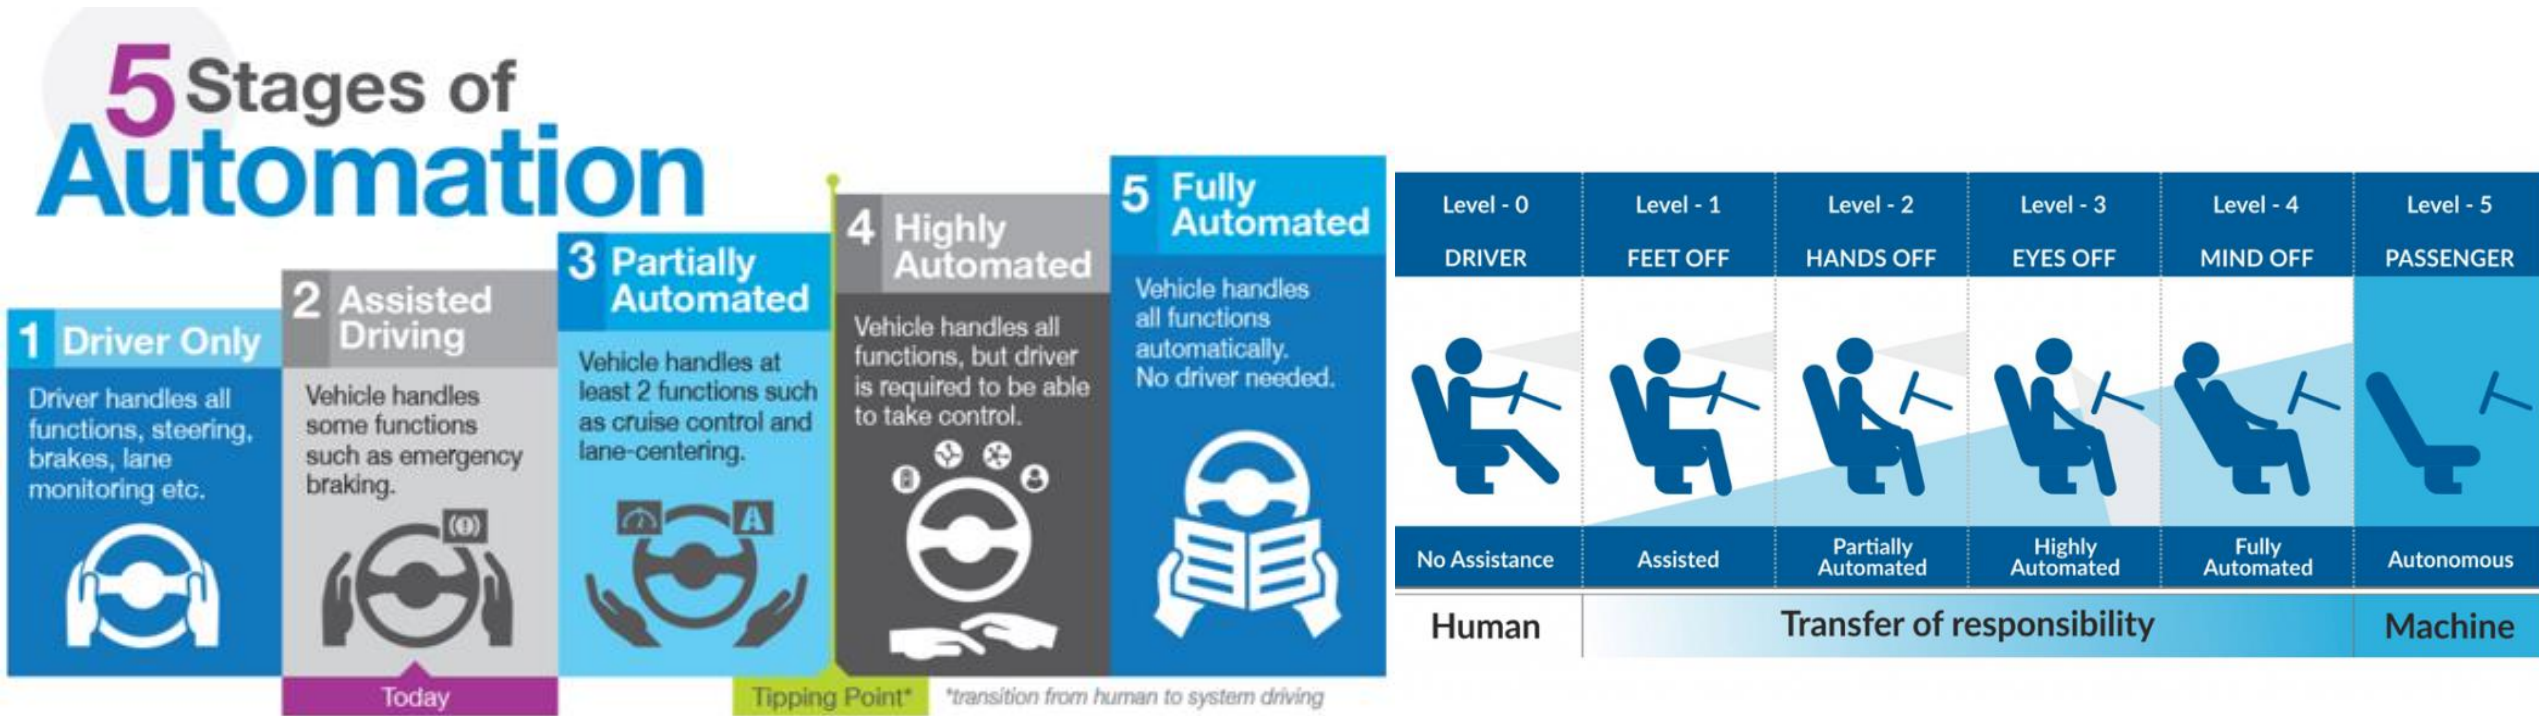 5 Stages of
Automation
1 Driver Only
Driver handles all
functions, steering,
brakes, lane
monitoring etc.
2 Assisted
Driving
Vehicle handles
some functions
such as emergency
braking.
(!)
Today
3 Partially
Automated
Vehicle handles at
least 2 functions such
as cruise control and
lane-centering.
A
Tipping Point*
*transition from human to system driving
4 Highly
Automated
Vehicle handles all
functions, but driver
is required to be able
to take control.
5 Fully
Automated
Vehicle handles
all functions
automatically.
No driver needed.
Level - 0 Level - 1 Level - 2 Level - 3 Level - 4 Level - 5
DRIVER FEET OFF HANDS OFF EYES OFF MIND OFF PASSENGER
No Assistance
Assisted
Partially
Automated
Highly
Automated
Fully
Automated
Autonomous
Human Transfer of responsibility Machine